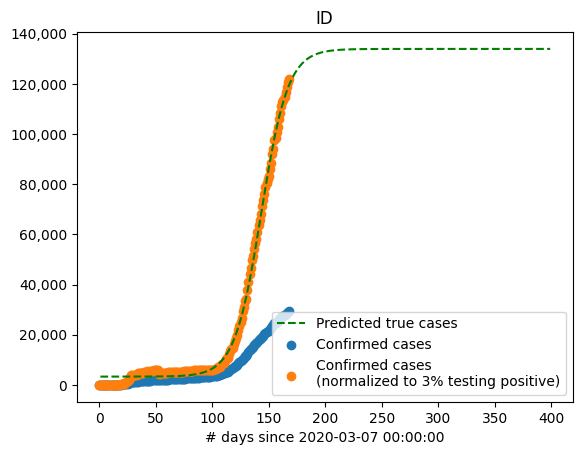 ID
140,000
120,000
100,000
80,000
60,000
40,000
20,000
0
Predicted true cases
Confirmed cases
Confirmed cases
(normalized to 3% testing positive)
0 50 100 150 200 250 300 350 400
# days since 2020-03-07 00:00:00